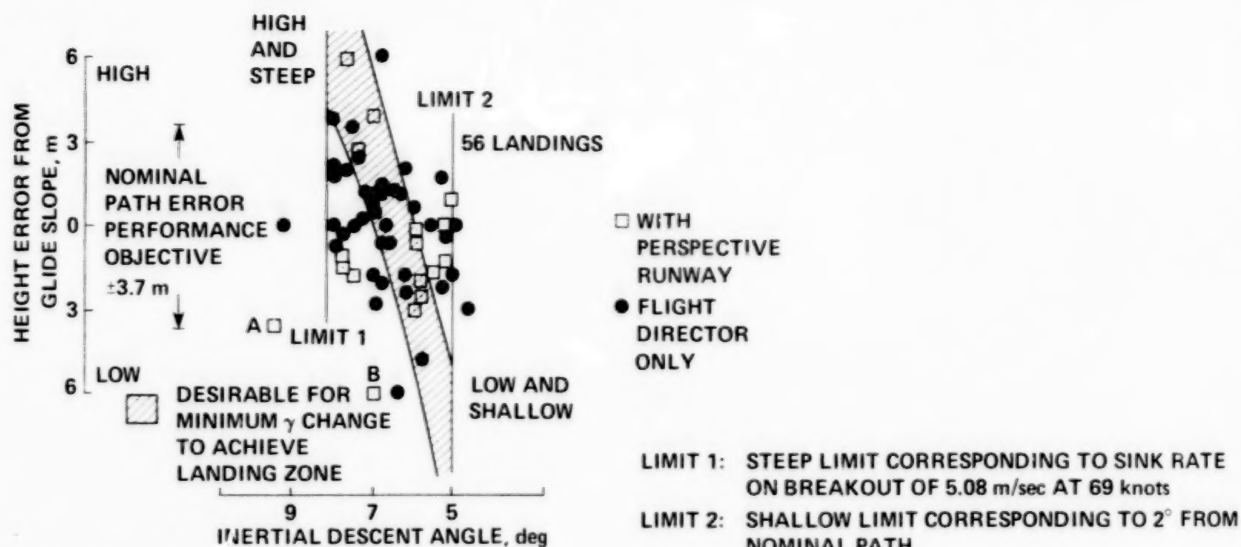 HIGH
AND
STEEP
6
HIGH
LIMIT 2
56 LANDINGS
3
NOMINAL
PATH ERROR
PERFORMANCE
OBJECTIVE
±3.7 m
0
HEIGHT ERROR FROM
GLIDE SLOPE, m
3
A
LIMIT 1
LOW
6
B
LOW AND
SHALLOW
DESIRABLE FOR
MINIMUM γ CHANGE
TO ACHIEVE
LANDING ZONE
9 7 5
INERTIAL DESCENT ANGLE, deg
WITH
PERSPECTIVE
RUNWAY
FLIGHT
DIRECTOR
ONLY
LIMIT 1: STEEP LIMIT CORRESPONDING TO SINK RATE
ON BREAKOUT OF 5.08 m/sec AT 69 knots
LIMIT 2: SHALLOW LIMIT CORRESPONDING TO 2° FROM
NOMINAL PATH